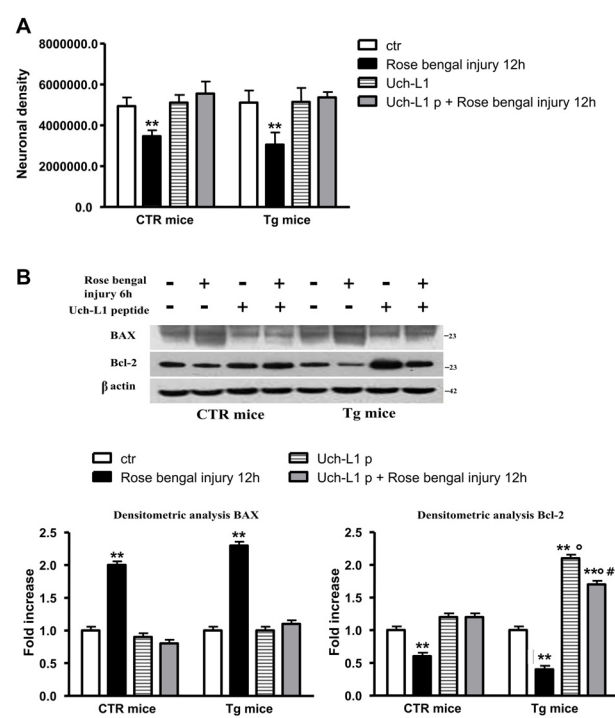 A
8000000.0
6000000.0
4000000.0
2000000.0
0.0
Neuronal density
**
**
CTR mice
Tg mice
ctr
Rose bengal injury 12h
Uch-L1
Uch-L1 p + Rose bengal injury 12h
B
Rose bengal
injury 6h
- + - + - + - +
Uch-L1 peptide
- - + + - - + +
BAX
-23
Bcl-2
-23
β actin
-42
CTR mice
Tg mice
ctr
Uch-L1 p
Rose bengal injury 12h
Uch-L1 p + Rose bengal injury 12h
Densitometric analysis BAX
2.5
2.0
1.5
1.0
0.5
0.0
Fold increase
**
**
CTR mice
Tg mice
Densitometric analysis Bcl-2
2.5
2.0
1.5
1.0
0.5
0.0
Fold increase
**
**
** °
**° #
CTR mice
Tg mice